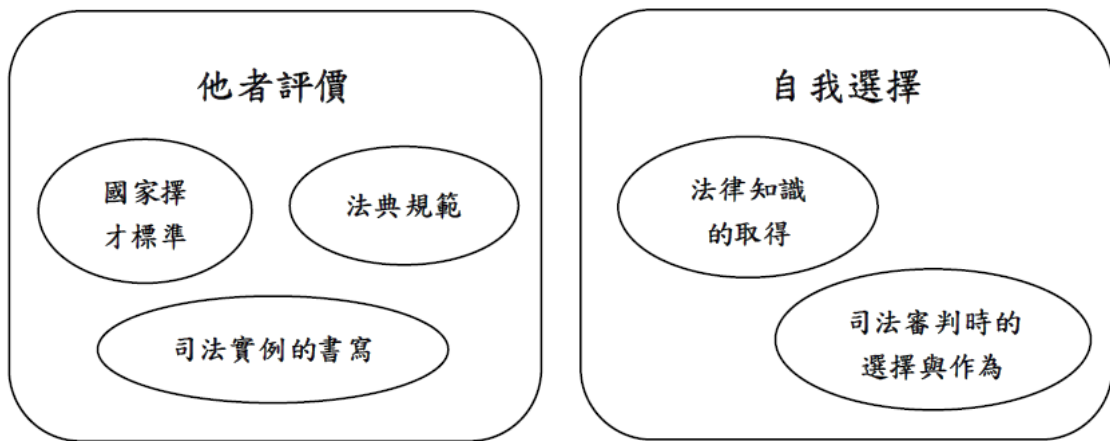 他者評價
國家擇
才標準
法典規範
司法實例的書寫
自我選擇
法律知識
的取得
司法審判時的
選擇與作為